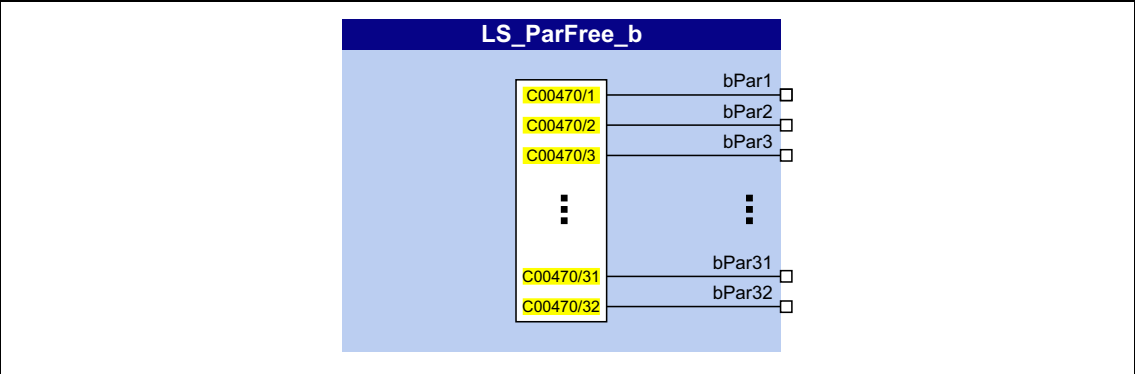 LS_ParFree_b
bPar1
C00470/1
bPar2
C00470/2
bPar3
C00470/3
bPar31
C00470/31
bPar32
C00470/32